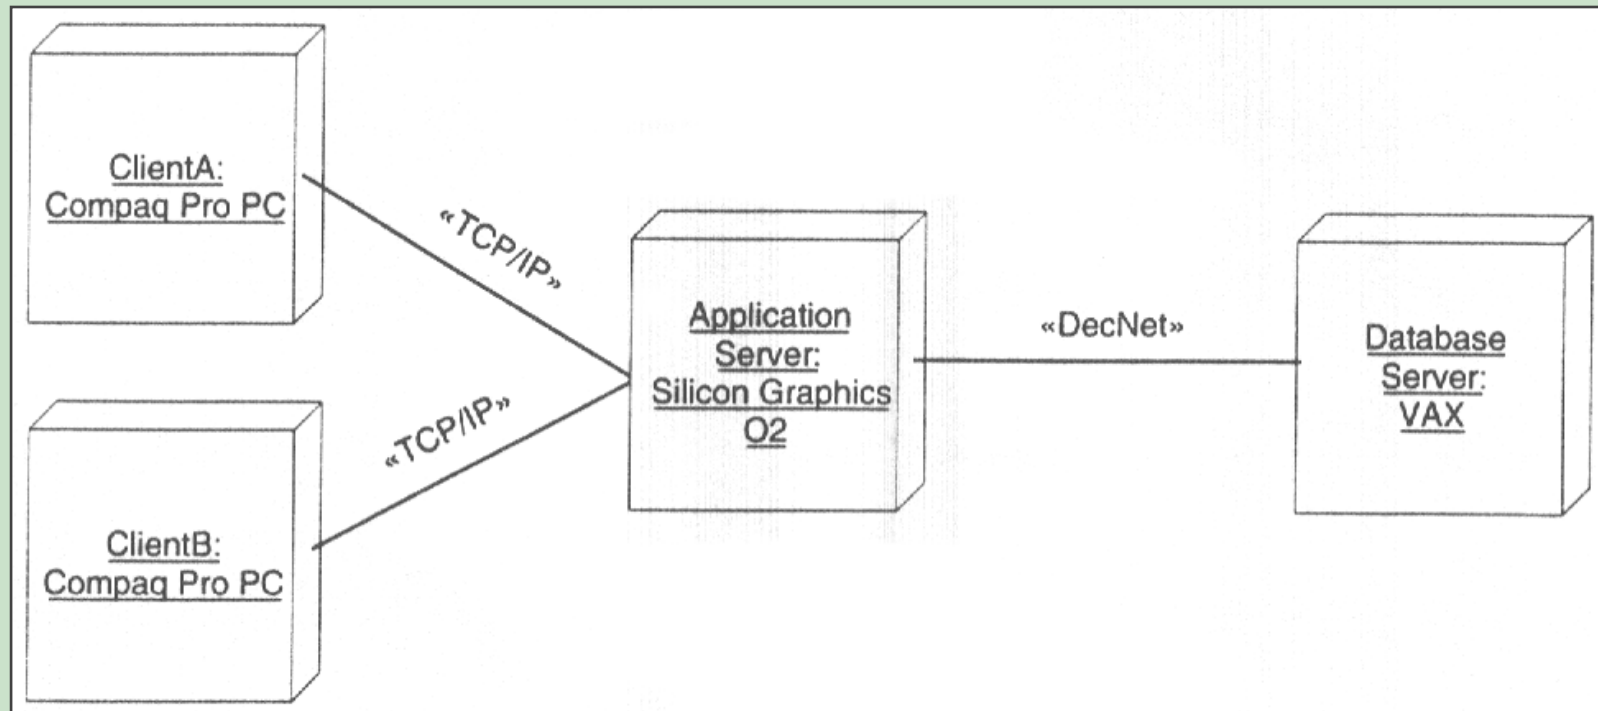 ClientA:
Compaq Pro PC
«TCP/IP»
«TCP/IP»
ClientB:
Compaq Pro PC
Application
Server:
Silicon Graphics
O2
«DecNet»
Database
Server:
VAX